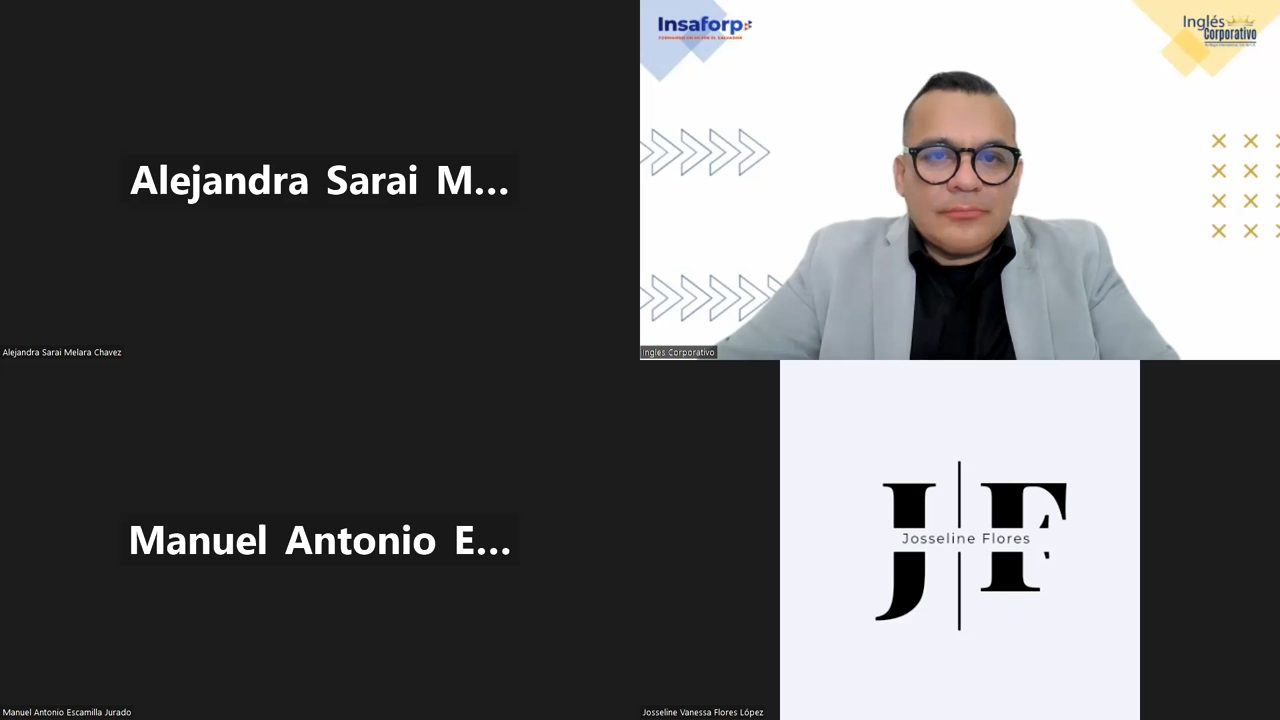 Alejandra Sarai M...
Alejandra Sarai Melara Chavez
Insaforp
Inglés
Corporativo
Ingles Corporativo
Manuel Antonio E...
Manuel Antonio Escamilla Jurado
J F
Josseline Flores
Josseline Vanessa Flores López